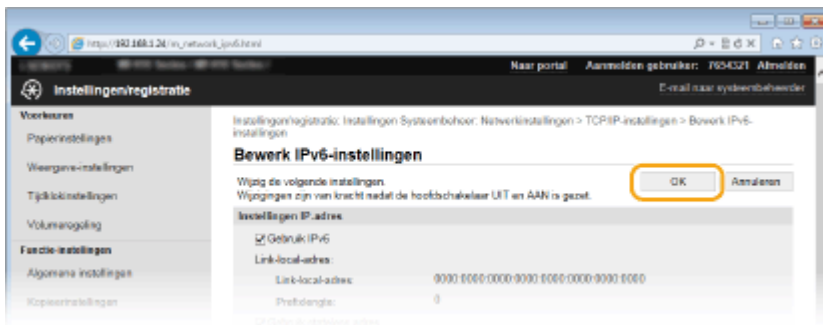 http://192.168.1.24/m_network_ipv6.html
Naar portal Aanmelden gebruiker: 7654321 Afmelden
Instellingen/registratie
E-mail naar systeembeheerder
Voorkeuren
Papierinstellingen
Weergave-instellingen
Tijdklokinstellingen
Volumeregeling
Functie-instellingen
Algemene instellingen
Kopieerinstellingen
Instellingen/registratie: Instellingen Systeembeheer: Netwerkinstellingen > TCP/IP-instellingen > Bewerk IPv6-
instellingen
Bewerk IPv6-instellingen
Wijzig de volgende instellingen.
Wijzigingen zijn van kracht nadat de hoofdschakelaar UIT en AAN is gezet.
OK Annuleren
Instellingen IP-adres
Gebruik IPv6
Link-local-adres:
Link-local-adres: 0000:0000:0000:0000:0000:0000:0000:0000
Prefixlengte: 0